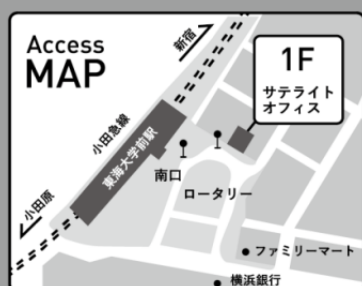 Access
MAP
新宿
1F
サテライト
オフィス
小田急線
東海大学前駅
南口
ロータリー
小田原
ファミリーマート
横浜銀行